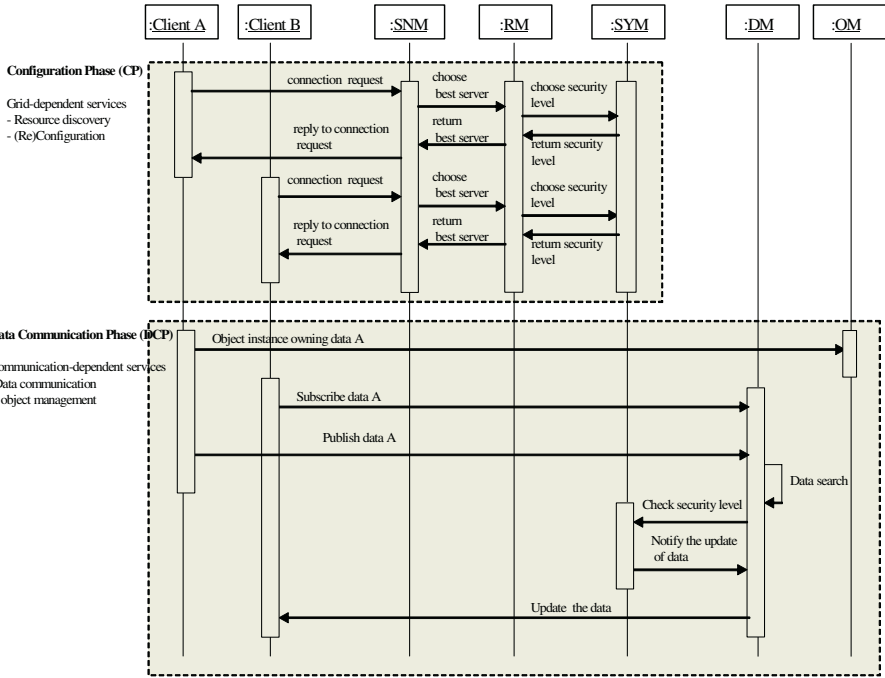 :Client A
:Client B
:SNM
:RM
:SYM
:DM
:OM
Configuration Phase (CP)
Grid-dependent services
- Resource discovery
- (Re)Configuration
connection request
choose
best server
choose security
level
reply to connection
request
return
best server
return security
level
connection request
choose
best server
choose security
level
reply to connection
request
return
best server
return security
level
ata Communication Phase (DCP)
ommunication-dependent services
Data communication
object management
Object instance owning data A
Subscribe data A
Publish data A
Data search
Check security level
Notify the update
of data
Update the data